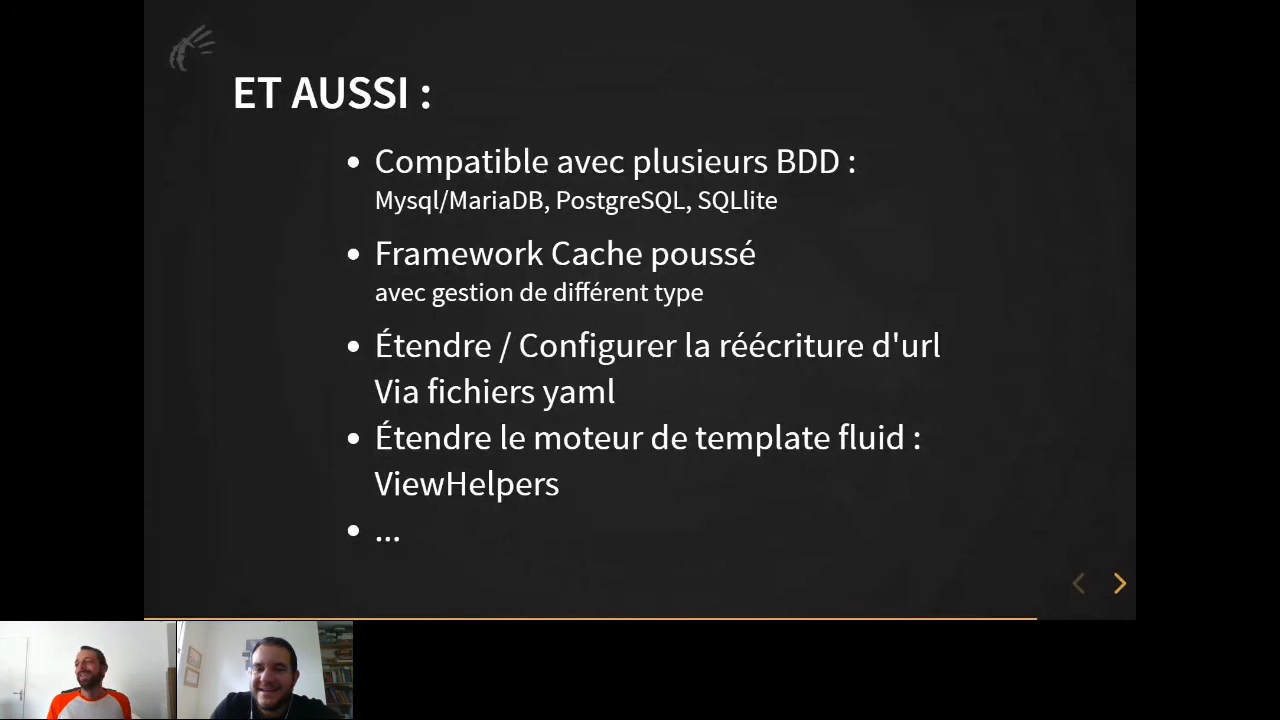 ET AUSSI :
Compatible avec plusieurs BDD :
Mysql/MariaDB, PostgreSQL, SQLlite
Framework Cache poussé
avec gestion de différent type
Étendre / Configurer la réécriture d'url
Via fichiers yaml
Étendre le moteur de template fluid :
ViewHelpers
...